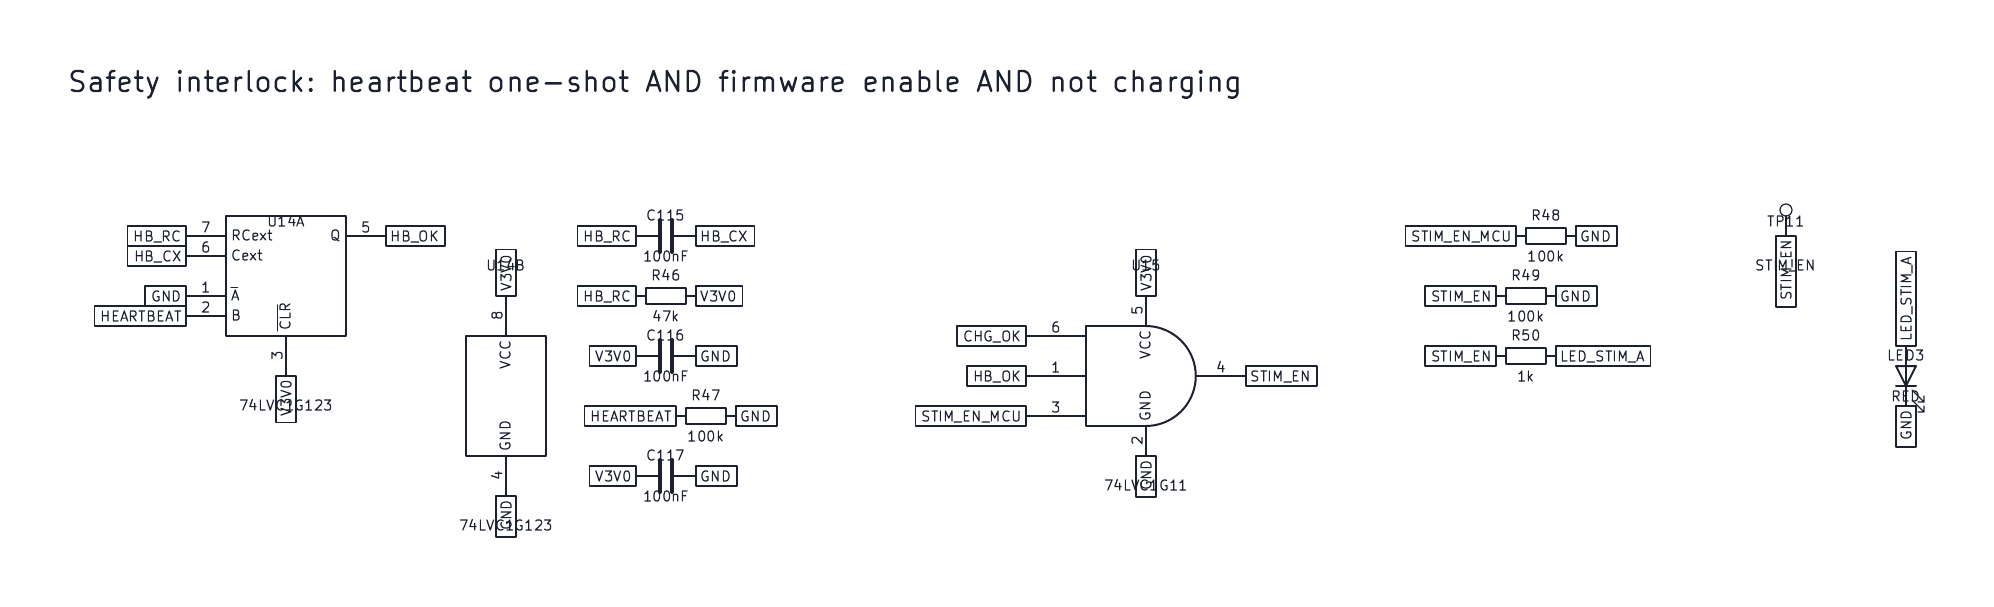 Safety interlock: heartbeat one-shot AND firmware enable AND not charging
U14A
HB_RC 7 RCext Q 5 HB_OK
HB_CX 6 Cext
GND 1 A
HEARTBEAT 2 B
CLR
3
V3V0
74LVC1G123
U14B
V3V0
8
VCC
GND
4
GND
74LVC1G123
C115
HB_RC HB_CX
100nF
R46
HB_RC V3V0
47k
C116
V3V0 GND
100nF
R47
HEARTBEAT GND
100k
C117
V3V0 GND
100nF
U15
V3V0
5
VCC
CHG_OK 6
HB_OK 1
STIM_EN_MCU 3
4 STIM_EN
GND
2
GND
74LVC1G11
R48
STIM_EN_MCU GND
100k
R49
STIM_EN GND
100k
R50
STIM_EN LED_STIM_A
1k
TP11
STIM_EN
STIM_EN
LED_STIM_A
LED3
RED
GND